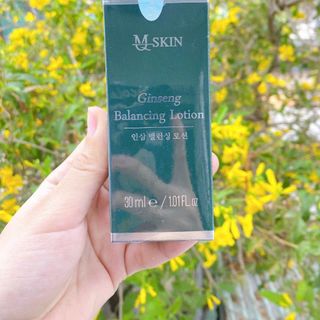 MQ SKIN
Ginseng
Balancing Lotion
인삼 밸런싱 로션
30 ml ℮ / 1.01 FL.oz